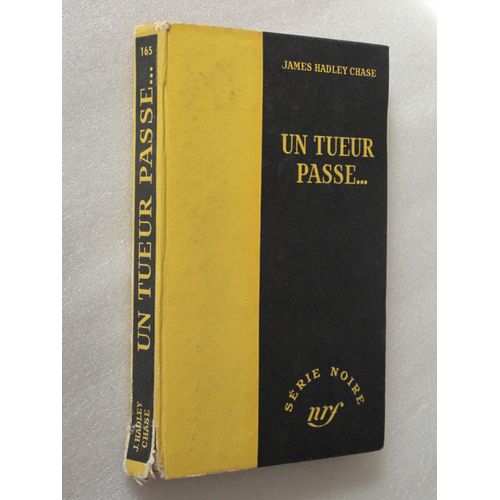 165
UN TUEUR PASSE...
J. HADLEY
CHASE
JAMES HADLEY CHASE
UN TUEUR
PASSE...
SÉRIE NOIRE
nrf